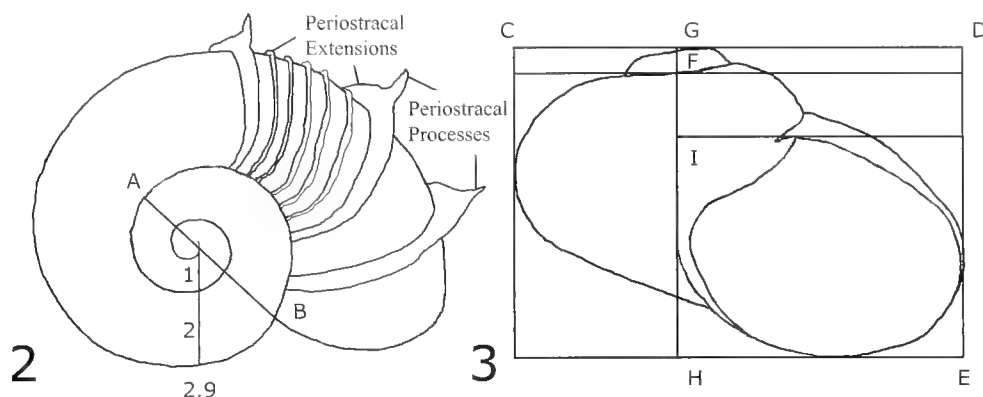 Periostracal
Extensions
Periostracal
Processes
A
1
B
2
2.9
2
C
G
D
F
I
H
E
3